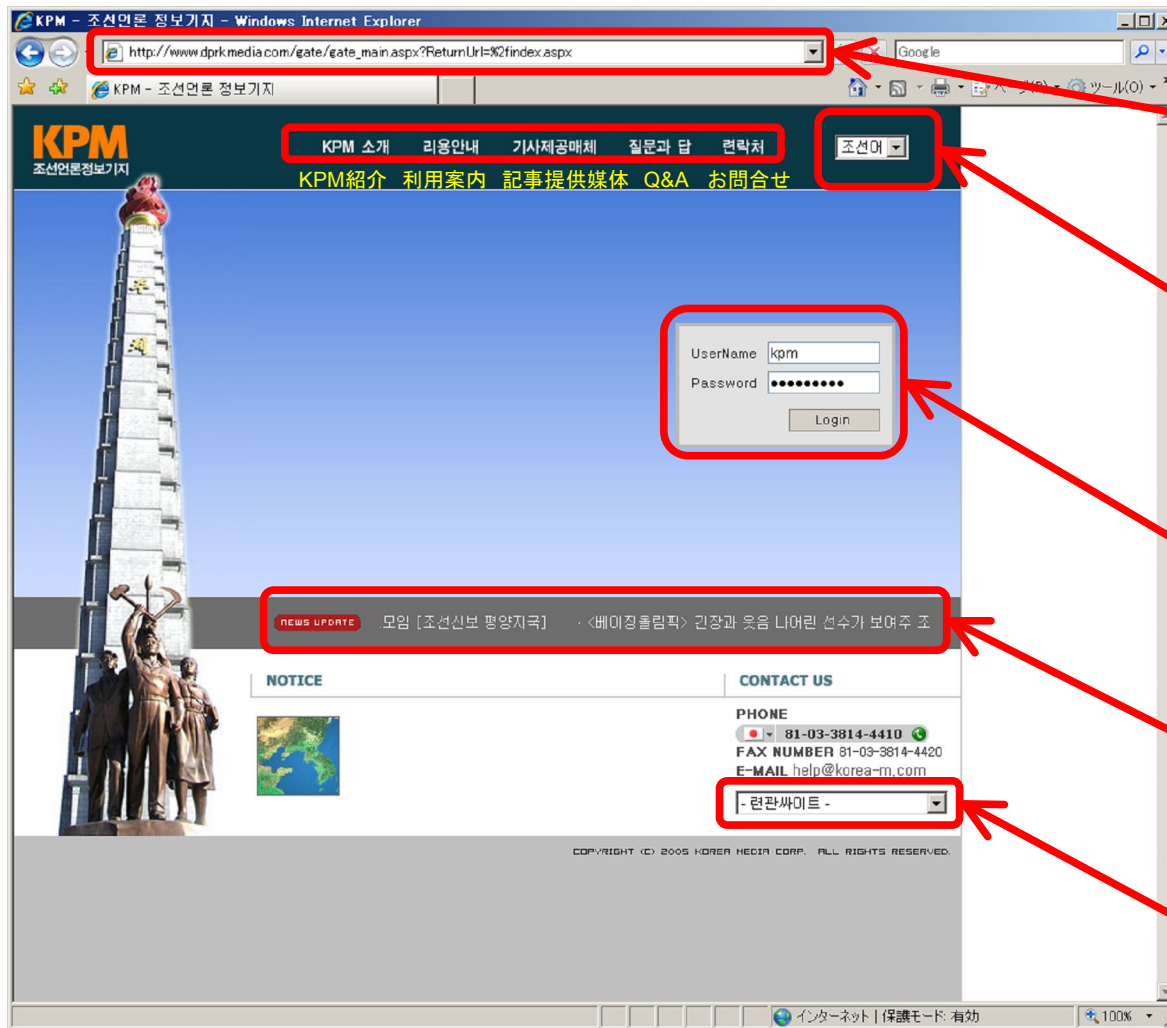 KPM - 조선언론 정보기지 - Windows Internet Explorer
http://www.dprkmedia.com/gate/gate_main.aspx?ReturnUrl=%2findex.aspx
Google
KPM - 조선언론 정보기지
ツール(O)
KPM
조선언론정보기지
KPM 소개 리용안내 기사제공매체 질문과 답 련락처
조선어
KPM紹介 利用案内 記事提供媒体 Q&A お問合せ
주
체
UserName kpm
Password
Login
NEWS UPDATE 모임 [조선신보 평양지국] · <베이징올림픽> 긴장과 웃음 나어린 선수가 보여주 조
NOTICE
CONTACT US
PHONE
81-03-3814-4410
FAX NUMBER 81-03-3814-4420
E-MAIL help@korea-m.com
- 련관싸이트 -
COPYRIGHT (C) 2005 KOREA MEDIA CORP. ALL RIGHTS RESERVED.
インターネット | 保護モード: 有効
100%